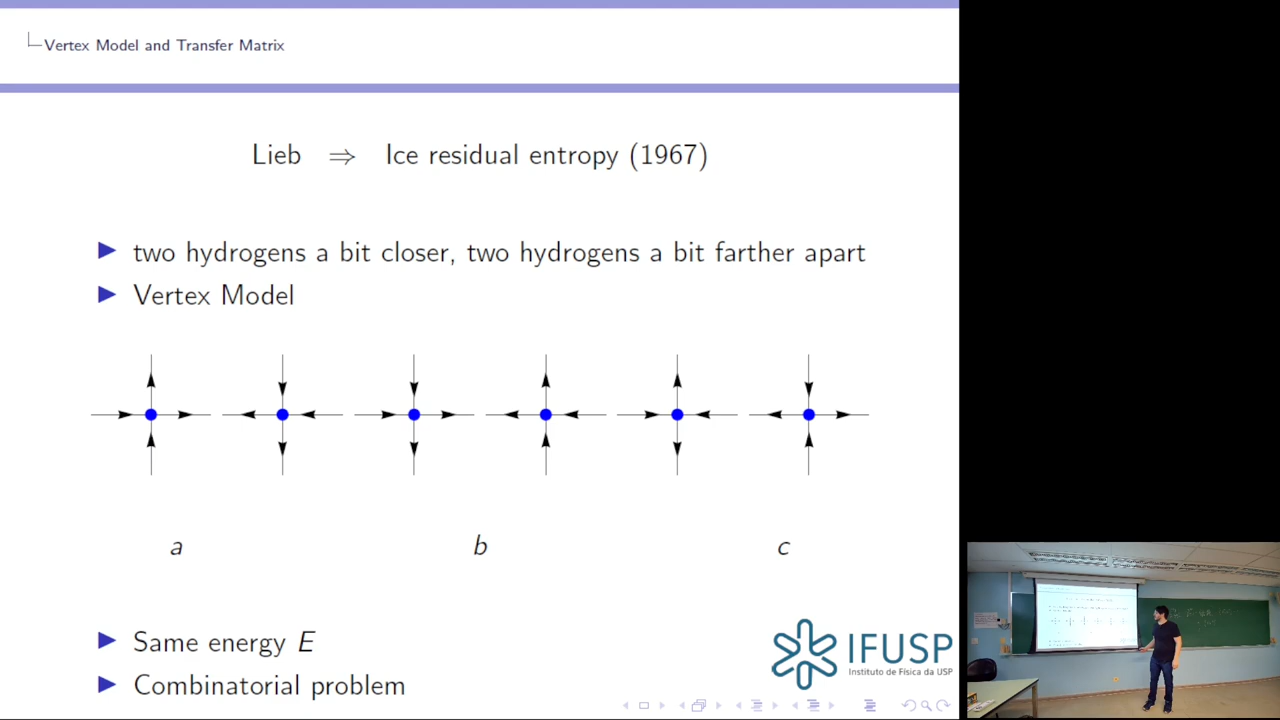 Vertex Model and Transfer Matrix
Lieb ⇒ Ice residual entropy (1967)
two hydrogens a bit closer, two hydrogens a bit farther apart
Vertex Model
a b c
Same energy E
Combinatorial problem
IFUSP
Instituto de Física da USP